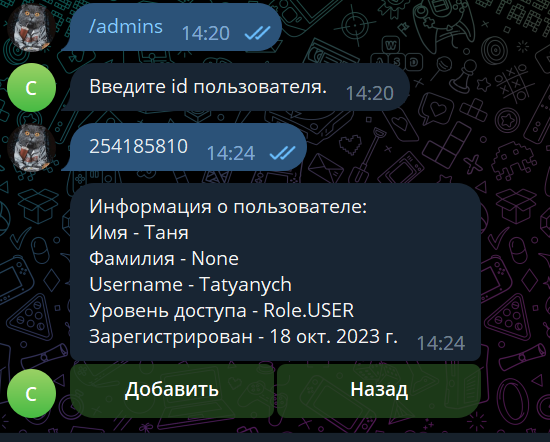 /admins 14:20
С
Введите id пользователя. 14:20
254185810 14:24
Информация о пользователе:
Имя - Таня
Фамилия - None
Username - Tatyanych
Уровень доступа - Role.USER
Зарегистрирован - 18 окт. 2023 г. 14:24
С
Добавить Назад